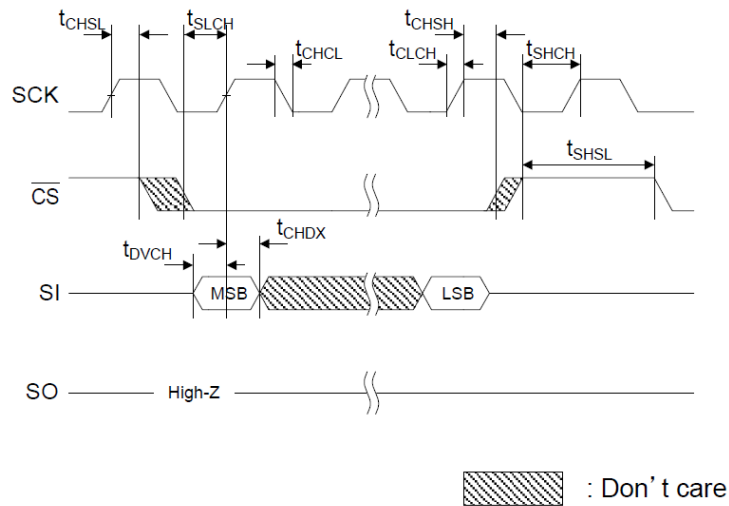 tCHSL tSLCH tCHSH
tCHCL tCLCH tSHCH
SCK
tSHSL
CS
tCHDX
tDVCH
SI MSB LSB
SO High-Z
: Don't care